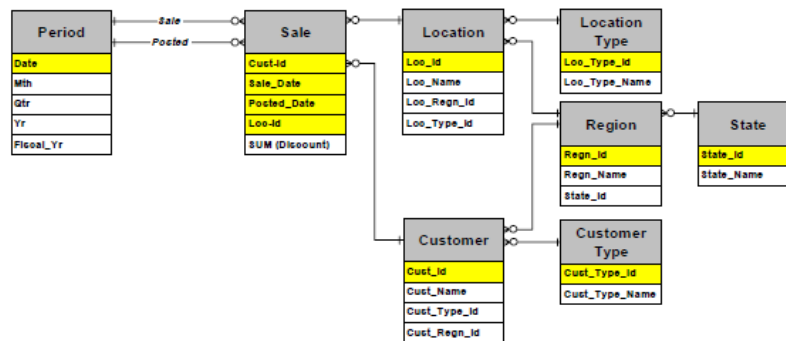 Period
Date
Mth
Qtr
Yr
Fiscal_Yr
Sale
Posted
Sale
Cust-Id
Sale_Date
Posted_Date
Loc-Id
SUM (Discount)
Location
Loc_Id
Loc_Name
Loc_Regn_Id
Loc_Type_Id
Location
Type
Loc_Type_Id
Loc_Type_Name
Region
Regn_Id
Regn_Name
State_Id
State
State_Id
State_Name
Customer
Cust_Id
Cust_Name
Cust_Type_Id
Cust_Regn_Id
Customer
Type
Cust_Type_Id
Cust_Type_Name